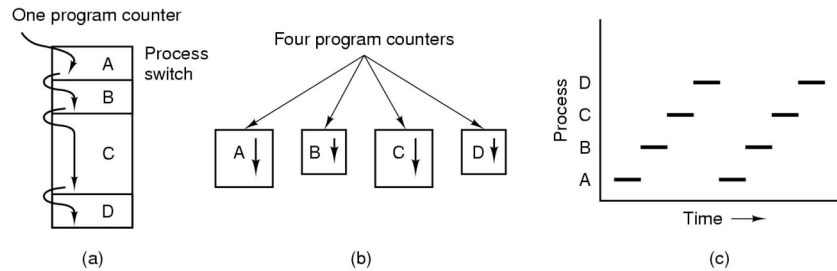 One program counter
Process
switch
A
B
C
D
(a)
Four program counters
A
B
C
D
(b)
Process
D
C
B
A
Time
(c)